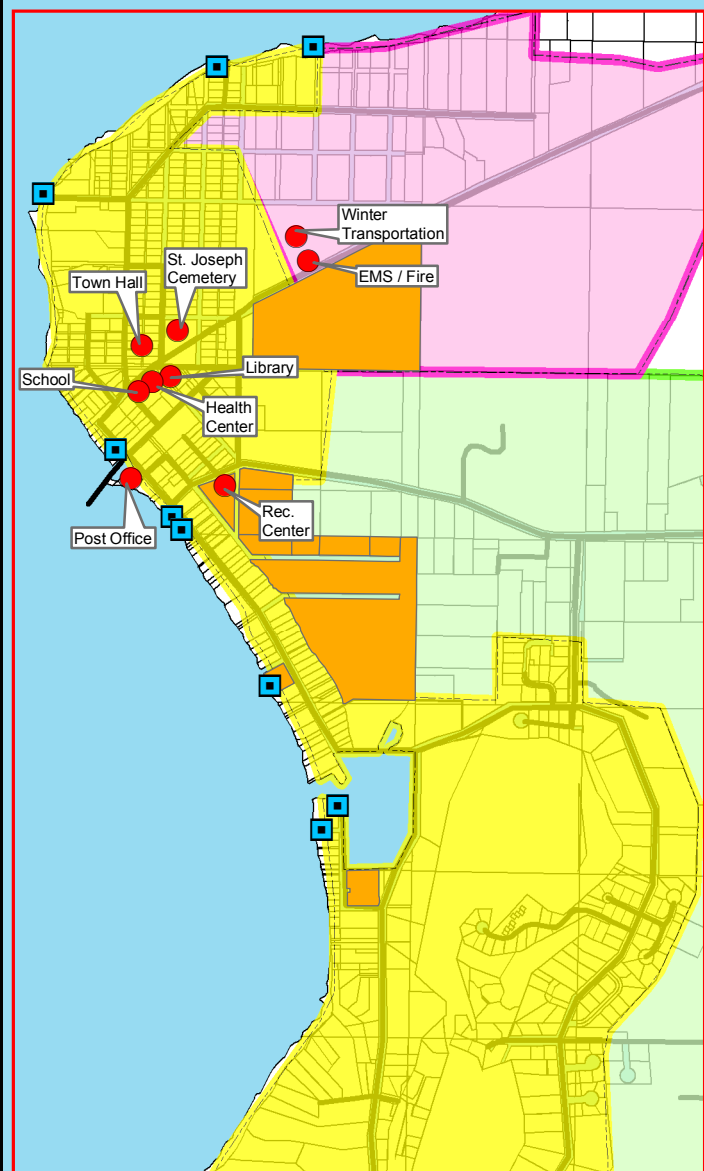 Winter
Transportation
St. Joseph
Cemetery
EMS / Fire
Town Hall
Library
School
Health
Center
Rec.
Center
Post Office